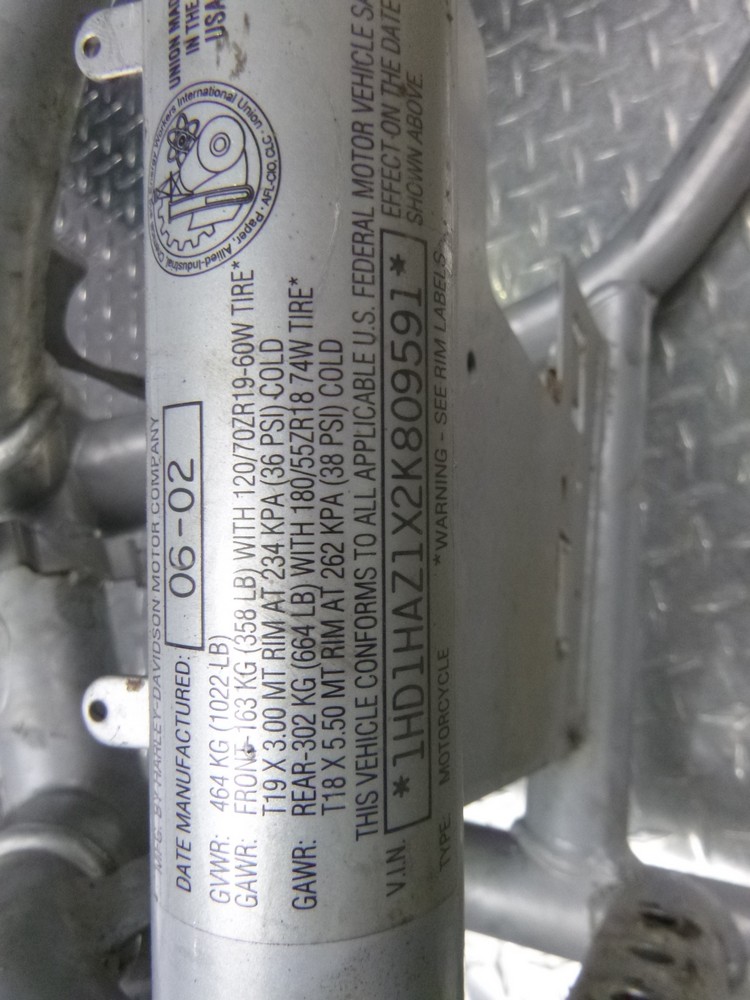 MFG. BY HARLEY-DAVIDSON MOTOR COMPANY
DATE MANUFACTURED: 06-02
GVWR: 464 KG (1022 LB)
GAWR: FRONT-163 KG (358 LB) WITH 120/70ZR19-60W TIRE*
T19 X 3.00 MT RIM AT 234 KPA (36 PSI) COLD
GAWR: REAR-302 KG (664 LB) WITH 180/55ZR18 74W TIRE*
T18 X 5.50 MT RIM AT 262 KPA (38 PSI) COLD
THIS VEHICLE CONFORMS TO ALL APPLICABLE U.S. FEDERAL MOTOR VEHICLE SA
EFFECT ON THE DATE
SHOWN ABOVE.
V.I.N. *1HD1HAZ1X2K809591*
TYPE MOTORCYCLE *WARNING - SEE RIM LABELS
UNION MAD
IN THE
USA
Paper, Allied-Industrial, Workers International Union · AFL-CIO, CLC